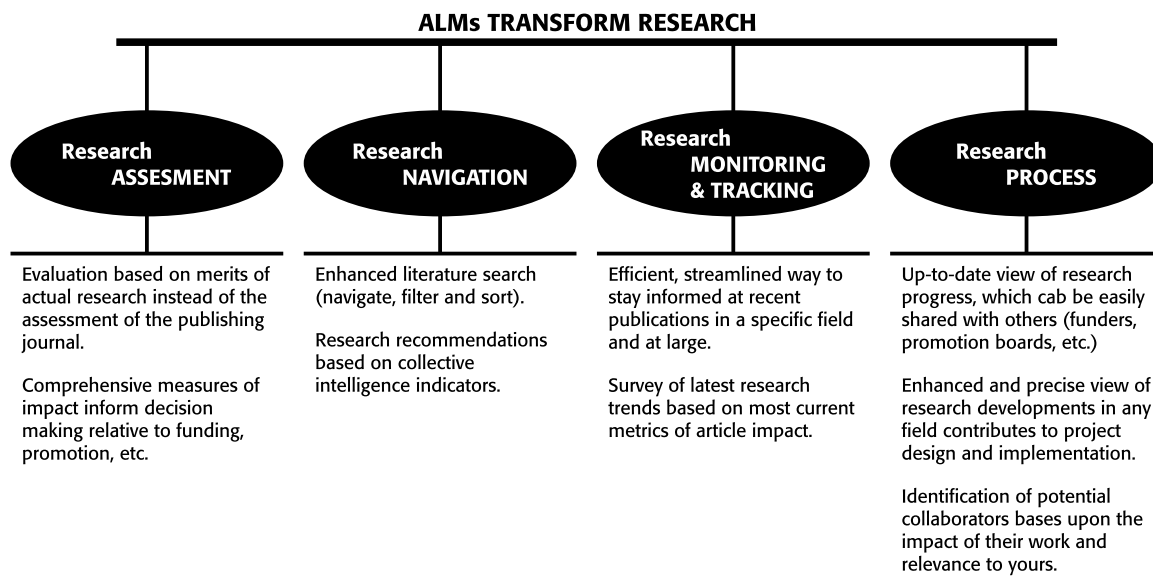 ALMs TRANSFORM RESEARCH
Research
ASSESMENT
Evaluation based on merits of
actual research instead of the
assessment of the publishing
journal.
Comprehensive measures of
impact inform decision
making relative to funding,
promotion, etc.
Research
NAVIGATION
Enhanced literature search
(navigate, filter and sort).
Research recommendations
based on collective
intelligence indicators.
Research
MONITORING
& TRACKING
Efficient, streamlined way to
stay informed at recent
publications in a specific field
and at large.
Survey of latest research
trends based on most current
metrics of article impact.
Research
PROCESS
Up-to-date view of research
progress, which cab be easily
shared with others (funders,
promotion boards, etc.)
Enhanced and precise view of
research developments in any
field contributes to project
design and implementation.
Identification of potential
collaborators bases upon the
impact of their work and
relevance to yours.